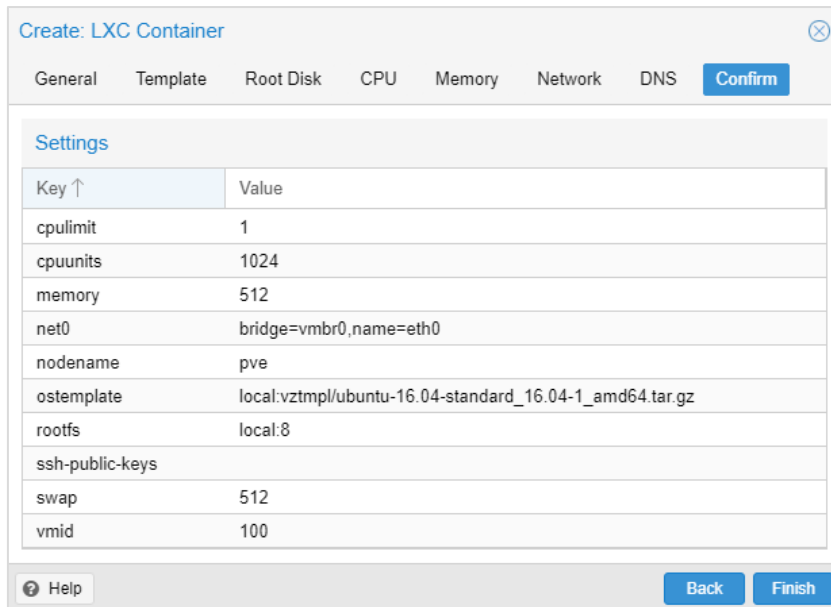 Create: LXC Container
General Template Root Disk CPU Memory Network DNS Confirm
Settings
Key ↑ Value
cpulimit 1
cpuunits 1024
memory 512
net0 bridge=vmbr0,name=eth0
nodename pve
ostemplate local:vztmpl/ubuntu-16.04-standard_16.04-1_amd64.tar.gz
rootfs local:8
ssh-public-keys
swap 512
vmid 100
Help Back Finish